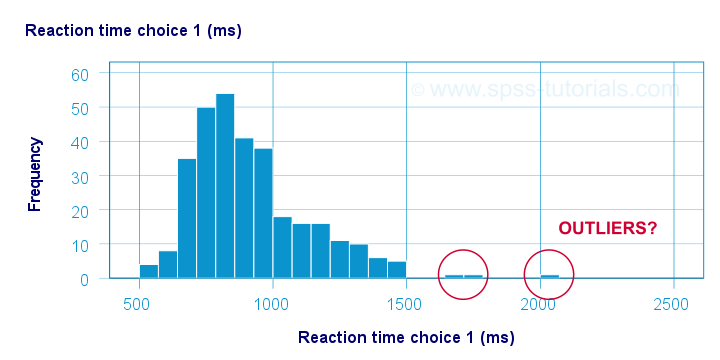 Reaction time choice 1 (ms)
© www.spss-tutorials.com
60
50
40
30
20
10
0
Frequency
OUTLIERS?
500
1000
1500
2000
2500
Reaction time choice 1 (ms)